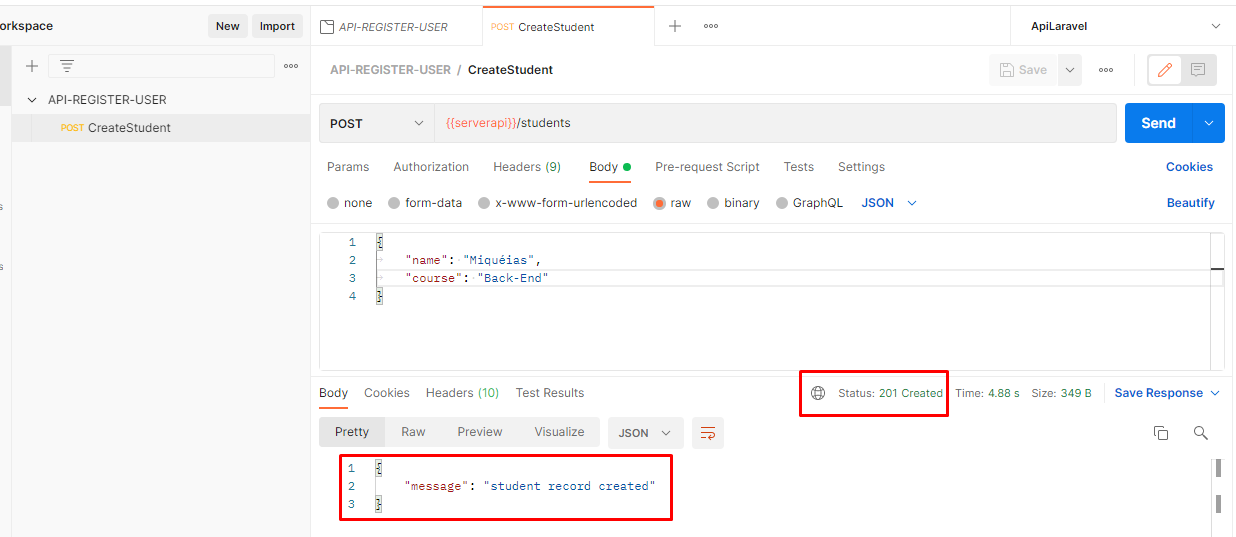 orkspace
New Import
API-REGISTER-USER
POST CreateStudent
API-REGISTER-USER POST CreateStudent ApiLaravel
API-REGISTER-USER / CreateStudent Save
POST {{serverapi}}/students Send
Params Authorization Headers (9) Body Pre-request Script Tests Settings Cookies
none form-data x-www-form-urlencoded raw binary GraphQL JSON Beautify
1 {
2 "name": "Miquéias",
3 "course": "Back-End"
4 }
Body Cookies Headers (10) Test Results Status: 201 Created Time: 4.88 s Size: 349 B Save Response
Pretty Raw Preview Visualize JSON
1 {
2 "message": "student record created"
3 }